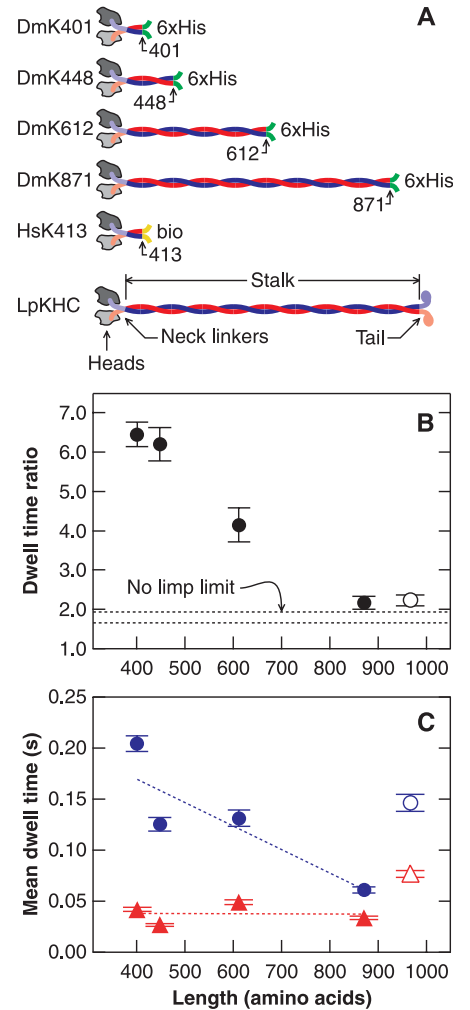 A
DmK401
6xHis
401
DmK448
6xHis
448
DmK612
6xHis
612
DmK871
6xHis
871
HsK413
bio
413
Stalk
LpKHC
Neck linkers
Tail
Heads
B
7.0
6.0
5.0
4.0
3.0
2.0
1.0
Dwell time ratio
No limp limit
400 500 600 700 800 900 1000
C
0.25
0.20
0.15
0.10
0.05
0.00
Mean dwell time (s)
400 500 600 700 800 900 1000
Length (amino acids)